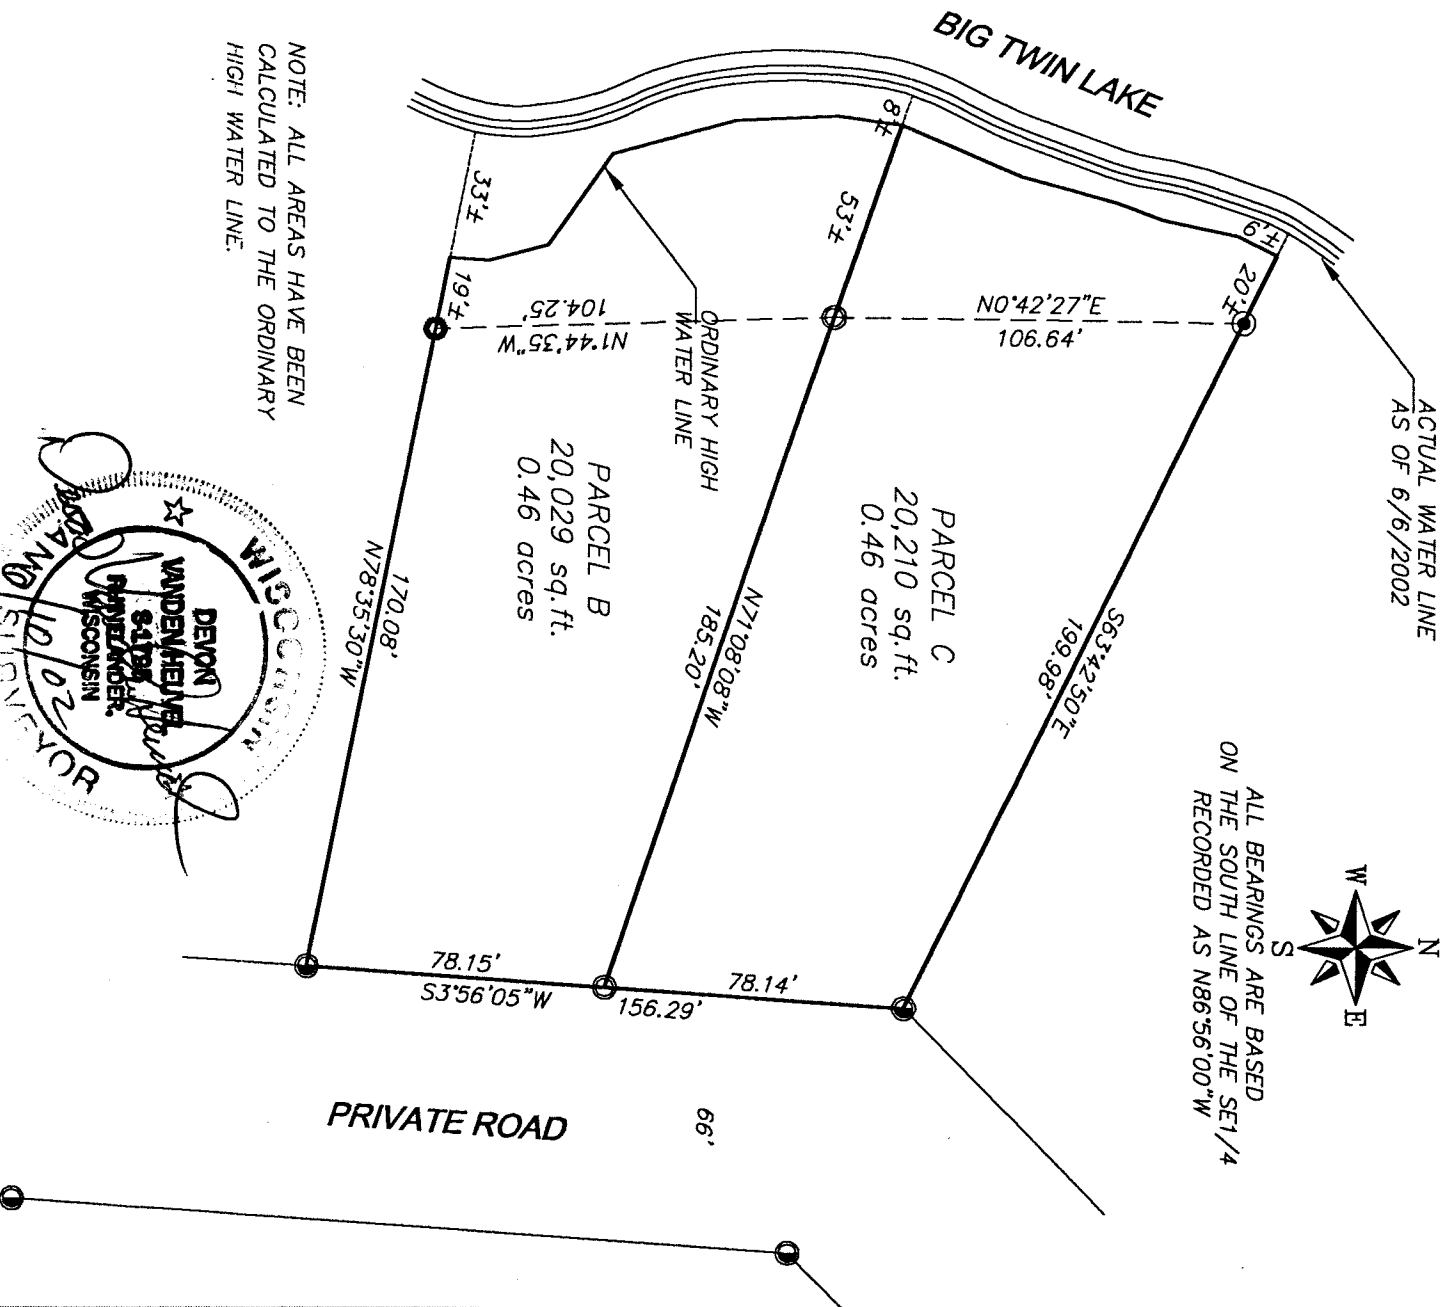 BIG TWIN LAKE
ACTUAL WATER LINE
AS OF 6/6/2002
NOTE: ALL AREAS HAVE BEEN
CALCULATED TO THE ORDINARY
HIGH WATER LINE.
33'±
19'±
8'±
53'±
6'±
20'±
N1°44'35"W
104.25'
N0°42'27"E
106.64'
ORDINARY HIGH
WATER LINE
PARCEL B
20,029 sq.ft.
0.46 acres
PARCEL C
20,210 sq.ft.
0.46 acres
170.08'
N78°35'30"W
N71°08'08"W
185.20'
S63°42'50"E
199.98'
ALL BEARINGS ARE BASED
ON THE SOUTH LINE OF THE SE1/4
RECORDED AS N86°56'00"W
N
W
E
S
78.15'
S3°56'05"W
78.14'
156.29'
PRIVATE ROAD
66'
WISCONSIN
DEVON
VANDENHEUVEL
RHINELANDER,
WISCONSIN
LAND
SURVEYOR